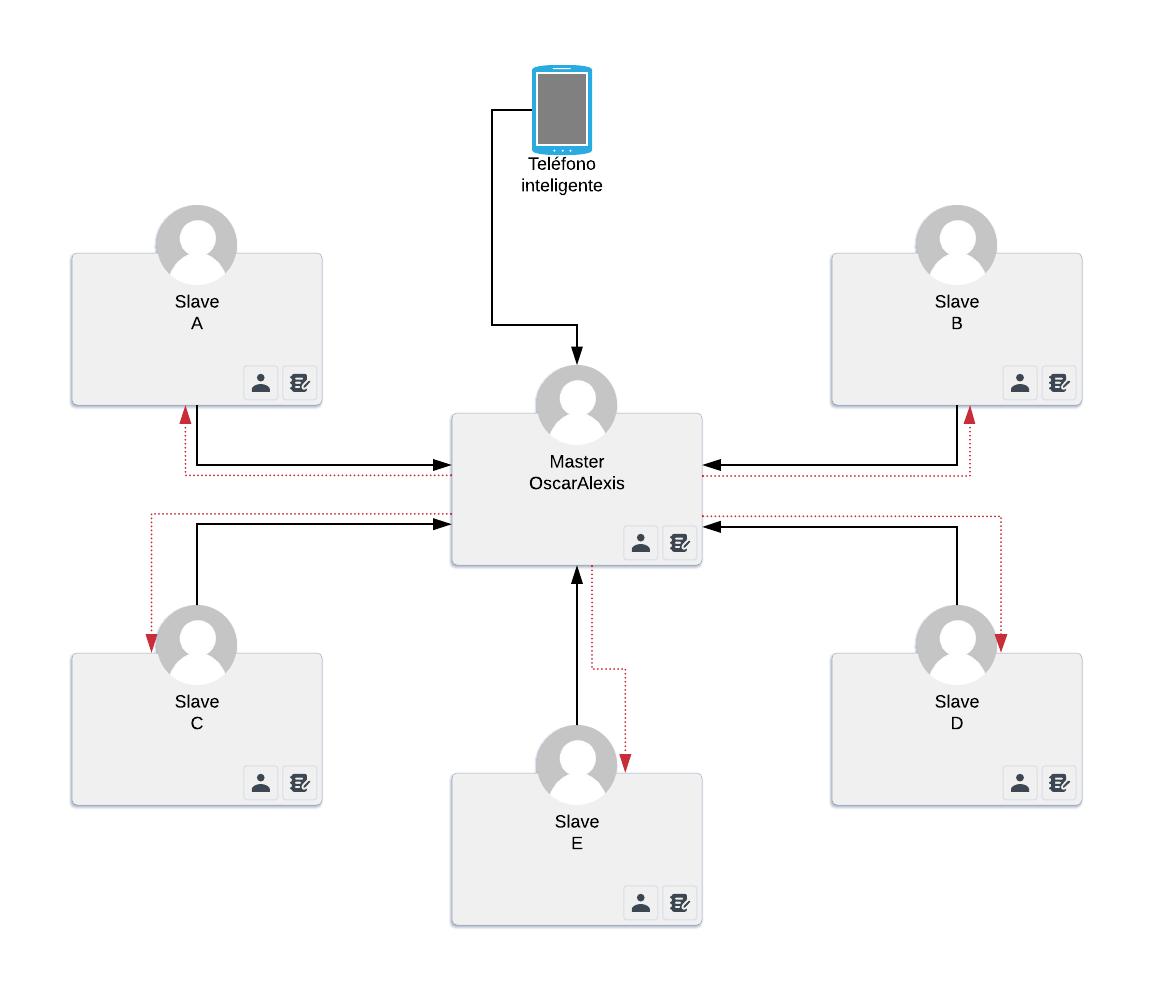 Teléfono
inteligente
Slave
A
Slave
B
Master
OscarAlexis
Slave
C
Slave
D
Slave
E